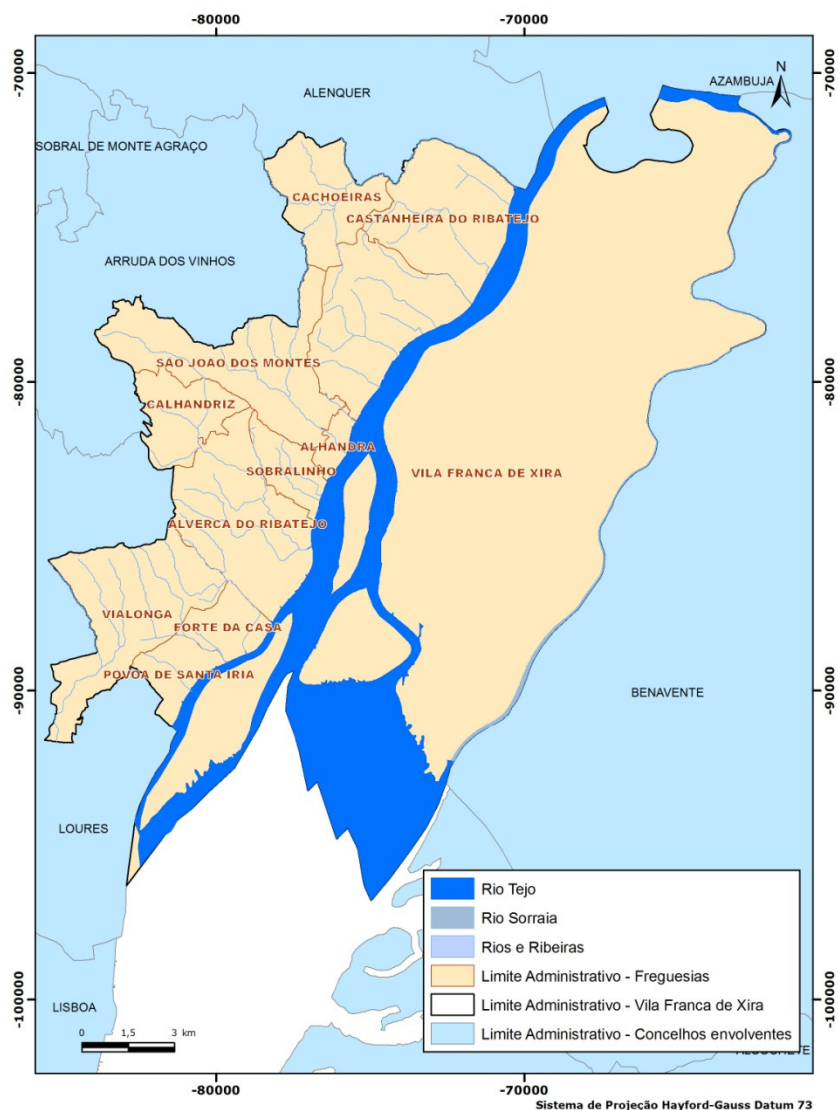 -80000
-70000
-70000
-70000
AZAMBUJA
N
ALENQUER
SOBRAL DE MONTE AGRAÇO
CACHOEIRAS
CASTANHEIRA DO RIBATEJO
ARRUDA DOS VINHOS
SÃO JOÃO DOS MONTES
-80000
-80000
CALHANDRIZ
ALHANDRA
SOBRALINHO
VILA FRANCA DE XIRA
ALVERCA DO RIBATEJO
VIALONGA
FORTE DA CASA
POVOA DE SANTA IRIA
-90000
-90000
BENAVENTE
LOURES
Rio Tejo
Rio Sorraia
Rios e Ribeiras
Limite Administrativo - Freguesias
Limite Administrativo - Vila Franca de Xira
Limite Administrativo - Concelhos envolventes
-100000
-100000
LISBOA
0 1,5 3 km
-80000
-70000
Sistema de Projeção Hayford-Gauss Datum 73